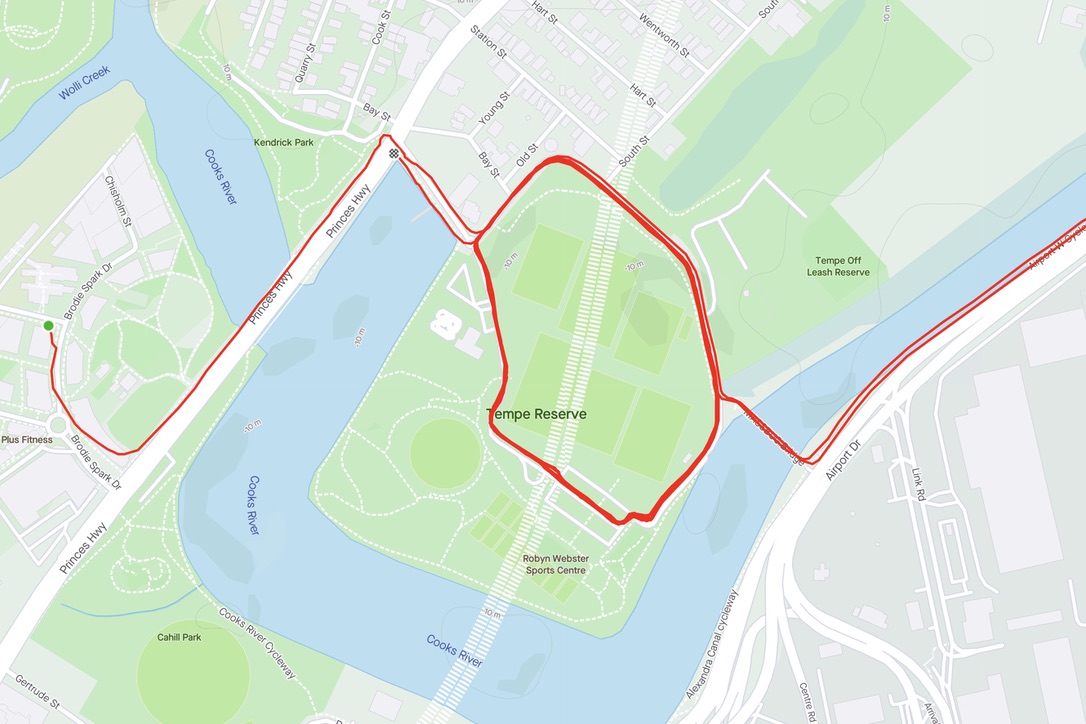 Hart St
South
10 m
10 m
Cook St
Wentworth St
Station St
Quarry St
10 m
Wolli Creek
Hart St
Young St
Bay St
Kendrick Park
Old St
South St
Bay St
Cooks River
Chisholm St
Princes Hwy
Tempe Off
Leash Reserve
-10 m
-10 m
Brodie Spark Dr
Princes Hwy
-10 m
Tempe Reserve
-10 m
Plus Fitness
Brodie Spark Dr
Airport Dr
Link Rd
Cooks River
Princes Hwy
Robyn Webster
Sports Centre
10 m
Cahill Park
Cooks River Cycleway
Cooks River
Alexandra Canal cycleway
Gertrude St
Centre Rd